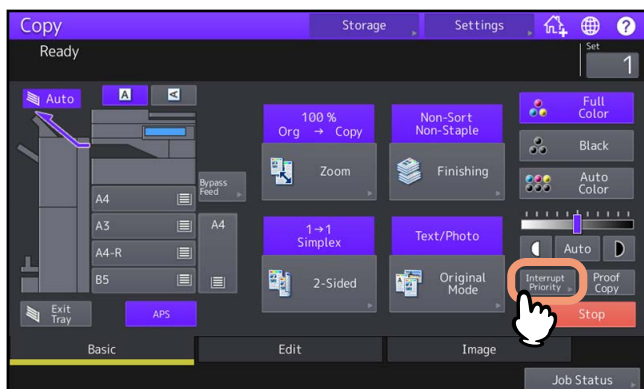 Copy
Storage
Settings
?
Ready
Set
1
Auto
A
A
100 %
Org → Copy
Non-Sort
Non-Staple
Full
Color
Zoom
Finishing
Black
Auto
Color
Bypass
Feed
A4
A3
A4-R
B5
A4
1→1
Simplex
Text/Photo
2-Sided
Original
Mode
Auto
Interrupt
Priority
Proof
Copy
Exit
Tray
APS
Stop
Basic
Edit
Image
Job Status